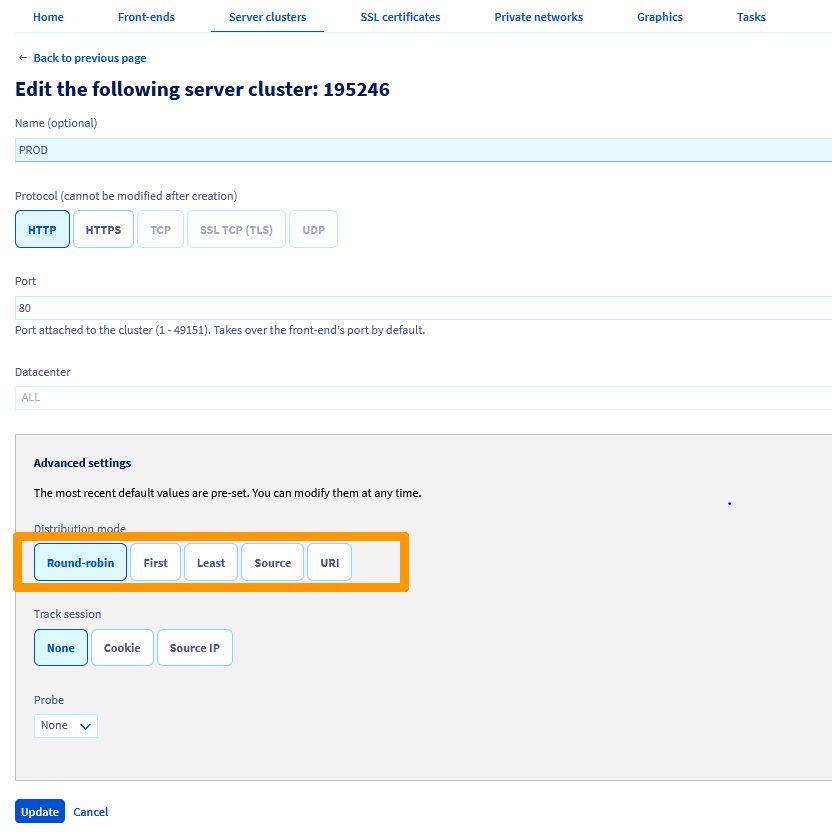 Home Front-ends Server clusters SSL certificates Private networks Graphics Tasks
← Back to previous page
Edit the following server cluster: 195246
Name (optional)
PROD
Protocol (cannot be modified after creation)
HTTP HTTPS TCP SSL TCP (TLS) UDP
Port
80
Port attached to the cluster (1 - 49151). Takes over the front-end's port by default.
Datacenter
ALL
Advanced settings
The most recent default values are pre-set. You can modify them at any time.
Distribution mode
Round-robin First Least Source URI
Track session
None Cookie Source IP
Probe
None
Update Cancel